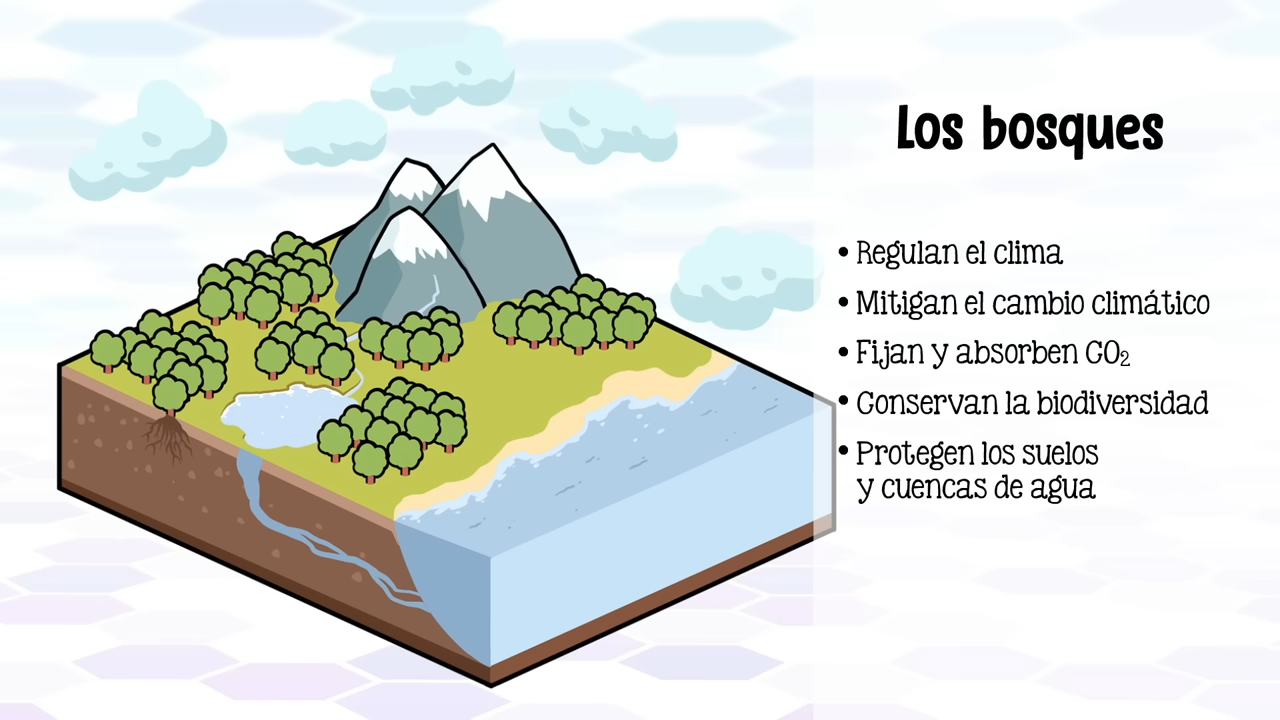 Los bosques
• Regulan el clima
• Mitigan el cambio climático
• Fijan y absorben CO₂
• Conservan la biodiversidad
• Protegen los suelos
y cuencas de agua